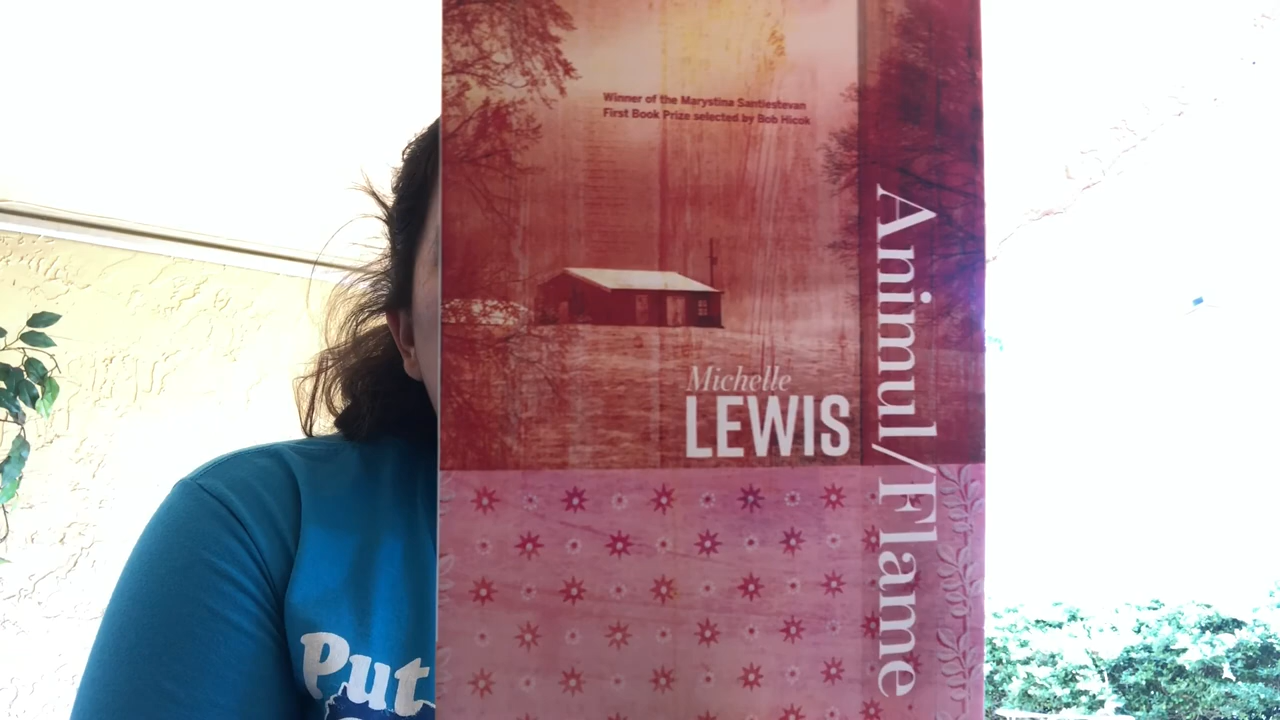 Winner of the Marystina Santiestevan
First Book Prize selected by Bob Hicok
Animul/Flame
Michelle
LEWIS
Put